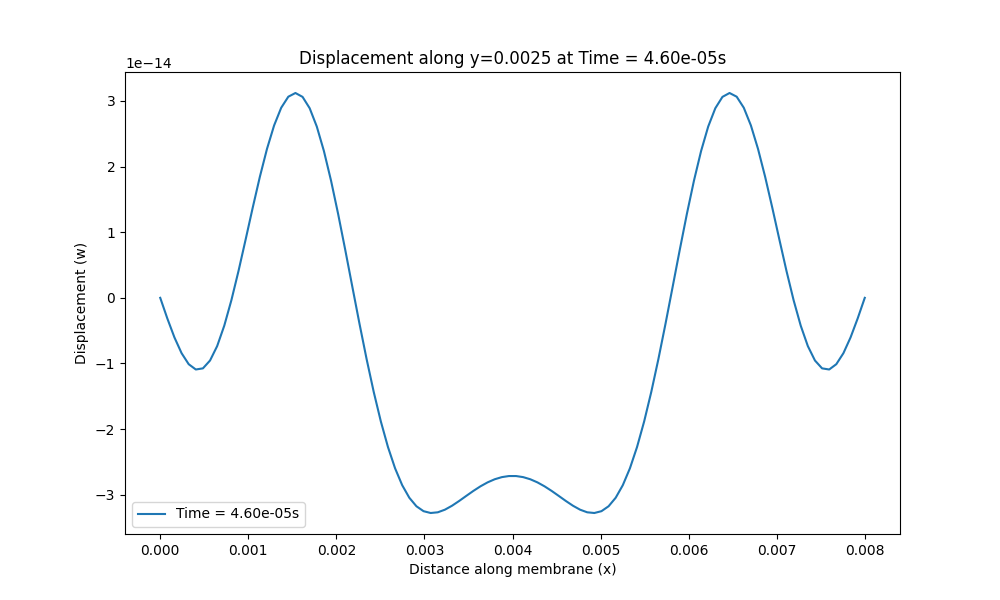 Displacement along y=0.0025 at Time = 4.60e-05s
1e−14
3
2
1
0
−1
−2
−3
Displacement (w)
Time = 4.60e-05s
0.000 0.001 0.002 0.003 0.004 0.005 0.006 0.007 0.008
Distance along membrane (x)